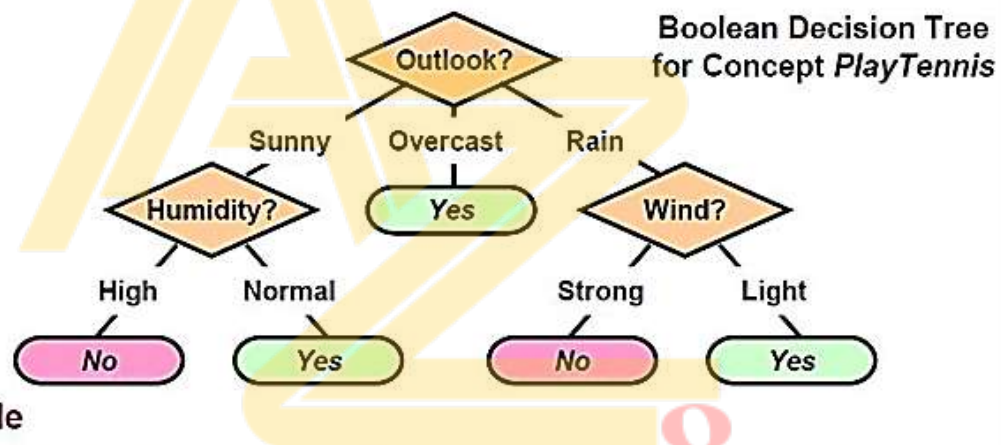 Boolean Decision Tree
for Concept PlayTennis
Outlook?
Sunny Overcast Rain
Humidity? Yes Wind?
High Normal Strong Light
No Yes No Yes